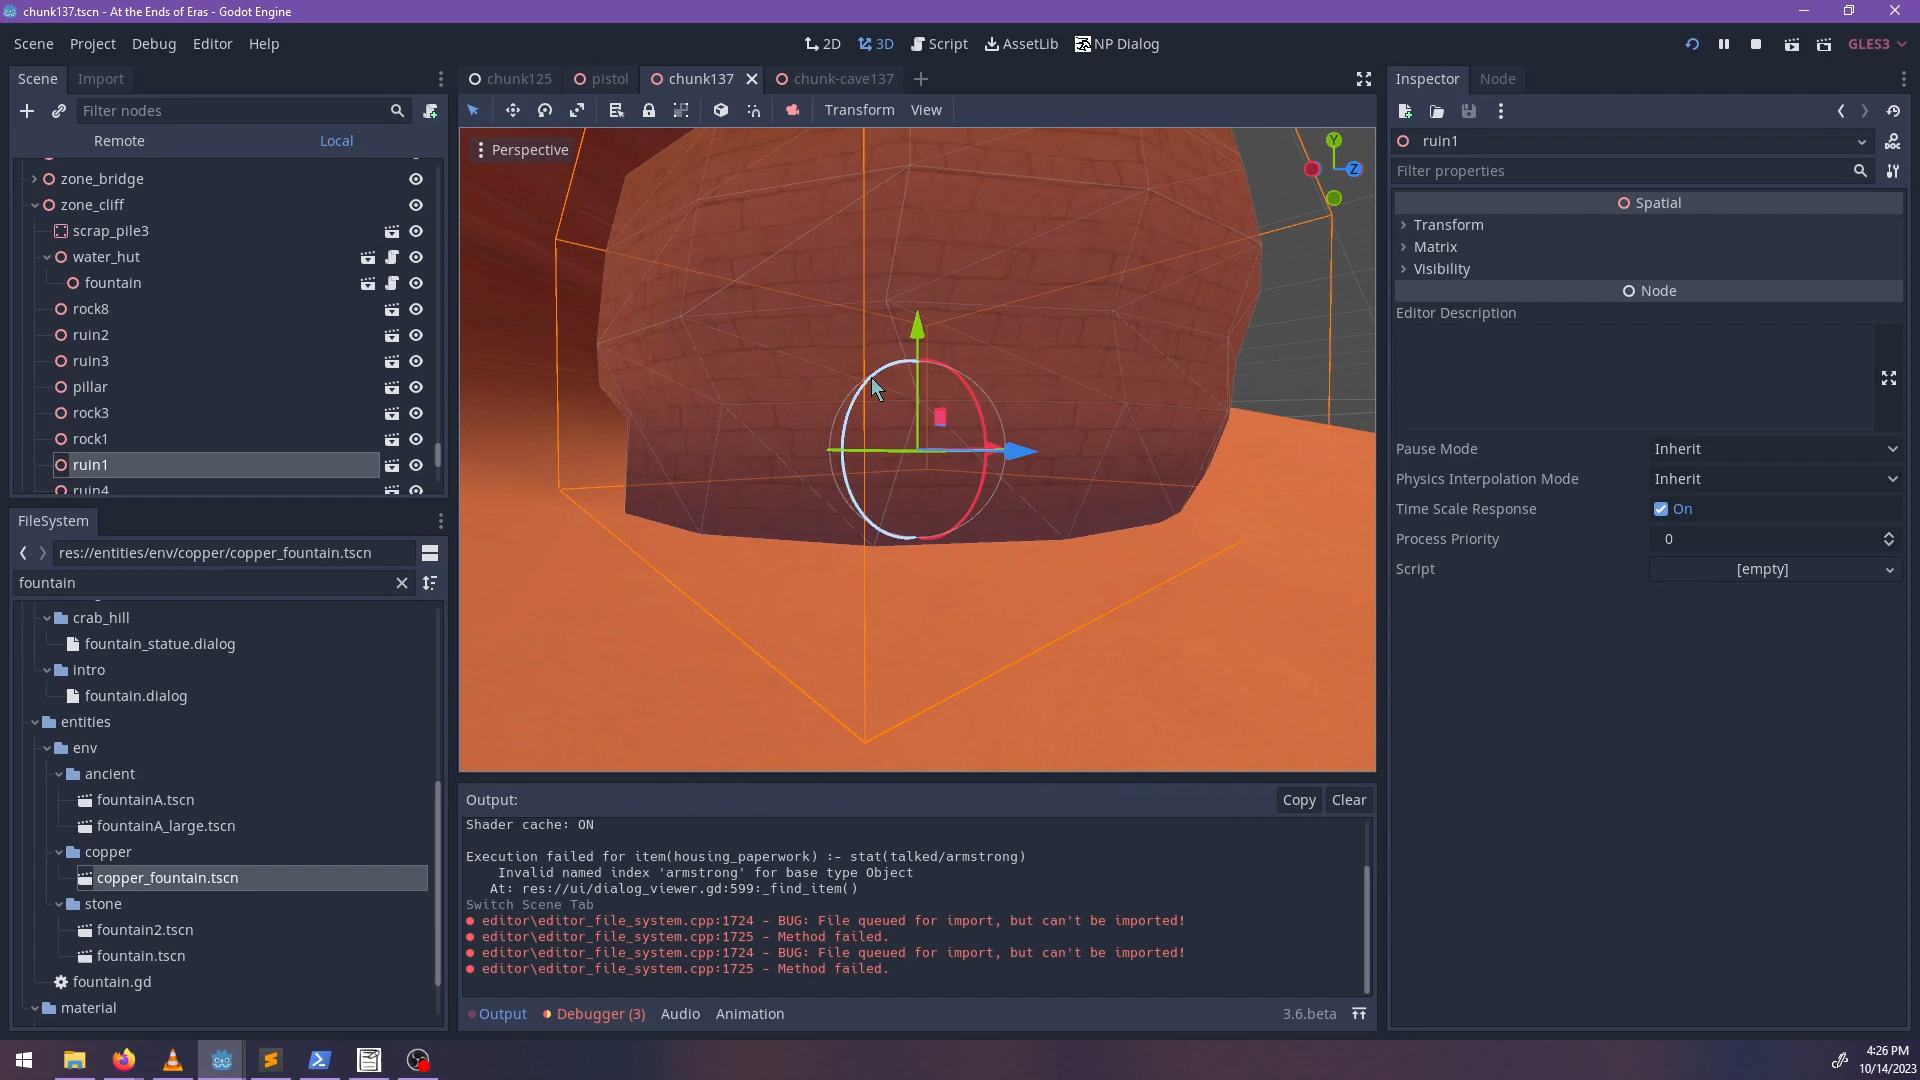 chunk137.tscn - At the Ends of Eras - Godot Engine
Scene Project Debug Editor Help
2D 3D Script AssetLib NP Dialog
GLES3
Scene Import
chunk125 pistol chunk137 chunk-cave137
Inspector Node
Filter nodes
Transform View
Remote Local
Perspective
Y
Z
ruin1
Filter properties
zone_bridge
zone_cliff
scrap_pile3
water_hut
fountain
rock8
ruin2
ruin3
pillar
rock3
rock1
ruin1
ruin4
Spatial
Transform
Matrix
Visibility
Node
Editor Description
Pause Mode Inherit
Physics Interpolation Mode Inherit
Time Scale Response On
Process Priority 0
Script [empty]
FileSystem
res://entities/env/copper/copper_fountain.tscn
fountain
crab_hill
fountain_statue.dialog
intro
fountain.dialog
entities
env
ancient
fountainA.tscn
fountainA_large.tscn
copper
copper_fountain.tscn
stone
fountain2.tscn
fountain.tscn
fountain.gd
material
Output: Copy Clear
Shader cache: ON
Execution failed for item(housing_paperwork) :- stat(talked/armstrong)
Invalid named index 'armstrong' for base type Object
At: res://ui/dialog_viewer.gd:599:_find_item()
Switch Scene Tab
editor\editor_file_system.cpp:1724 - BUG: File queued for import, but can't be imported!
editor\editor_file_system.cpp:1725 - Method failed.
editor\editor_file_system.cpp:1724 - BUG: File queued for import, but can't be imported!
editor\editor_file_system.cpp:1725 - Method failed.
Output Debugger (3) Audio Animation 3.6.beta
4:26 PM
10/14/2023